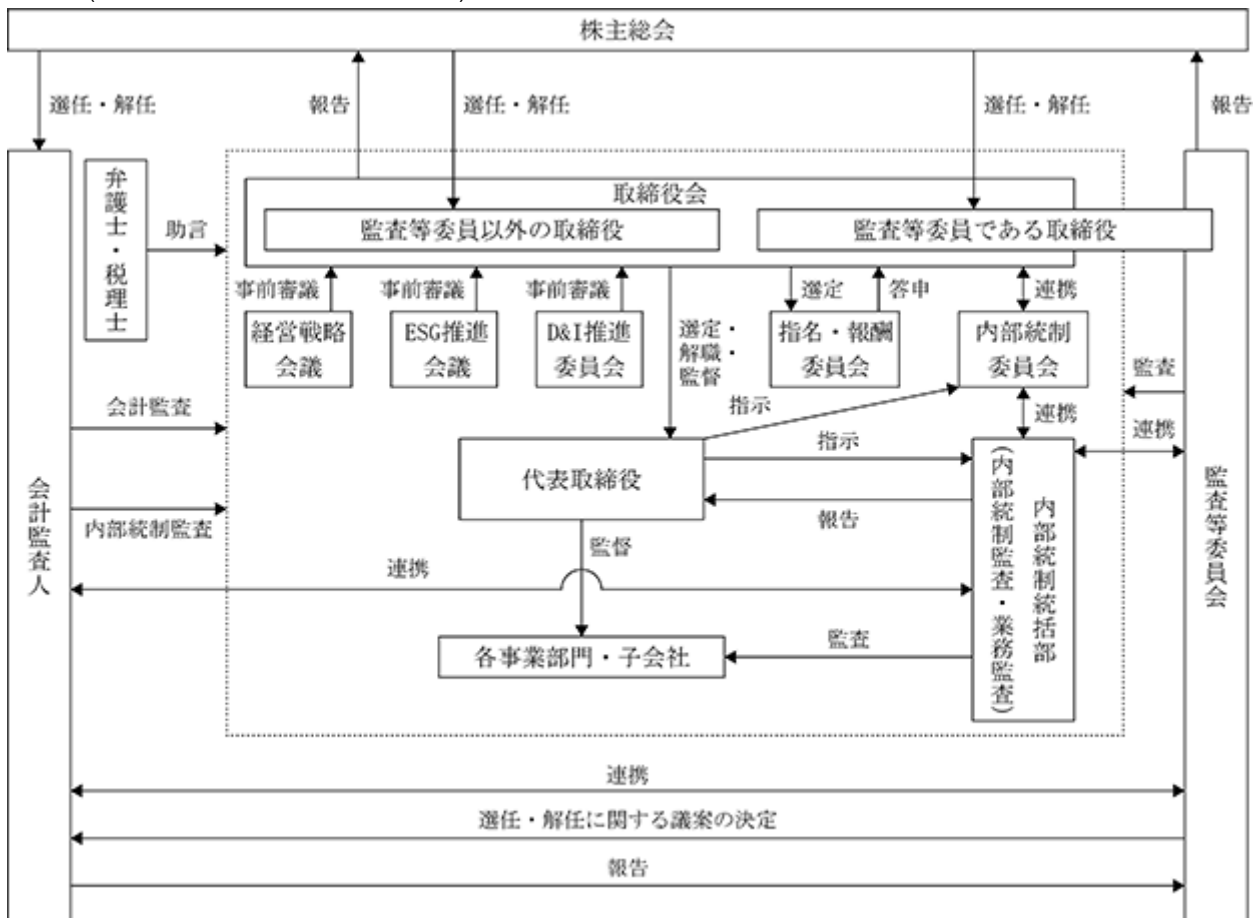 株主総会
選任・解任
報告
選任・解任
選任・解任
報告
弁護士・税理士
助言
取締役会
監査等委員以外の取締役
監査等委員である取締役
事前審議
事前審議
事前審議
選定
答申
連携
経営戦略
会議
ESG推進
会議
D&I推進
委員会
選定・
解職・
監督
指名・報酬
委員会
内部統制
委員会
監査
会計監査
指示
連携
連携
指示
代表取締役
報告
内部統制監査
会計監査人
監督
連携
内部統制統括部
(内部統制監査・業務監査)
監査等委員会
各事業部門・子会社
監査
連携
選任・解任に関する議案の決定
報告